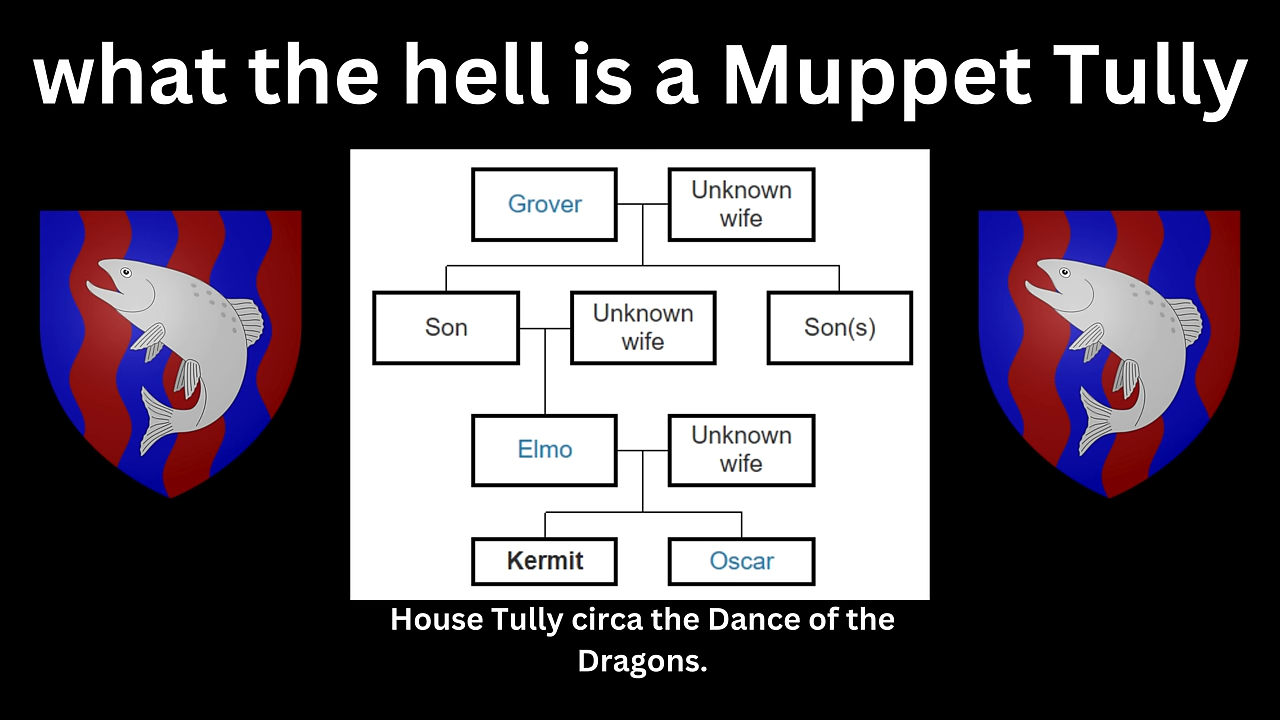 what the hell is a Muppet Tully
Grover
Unknown
wife
Son
Unknown
wife
Son(s)
Elmo
Unknown
wife
Kermit
Oscar
House Tully circa the Dance of the
Dragons.